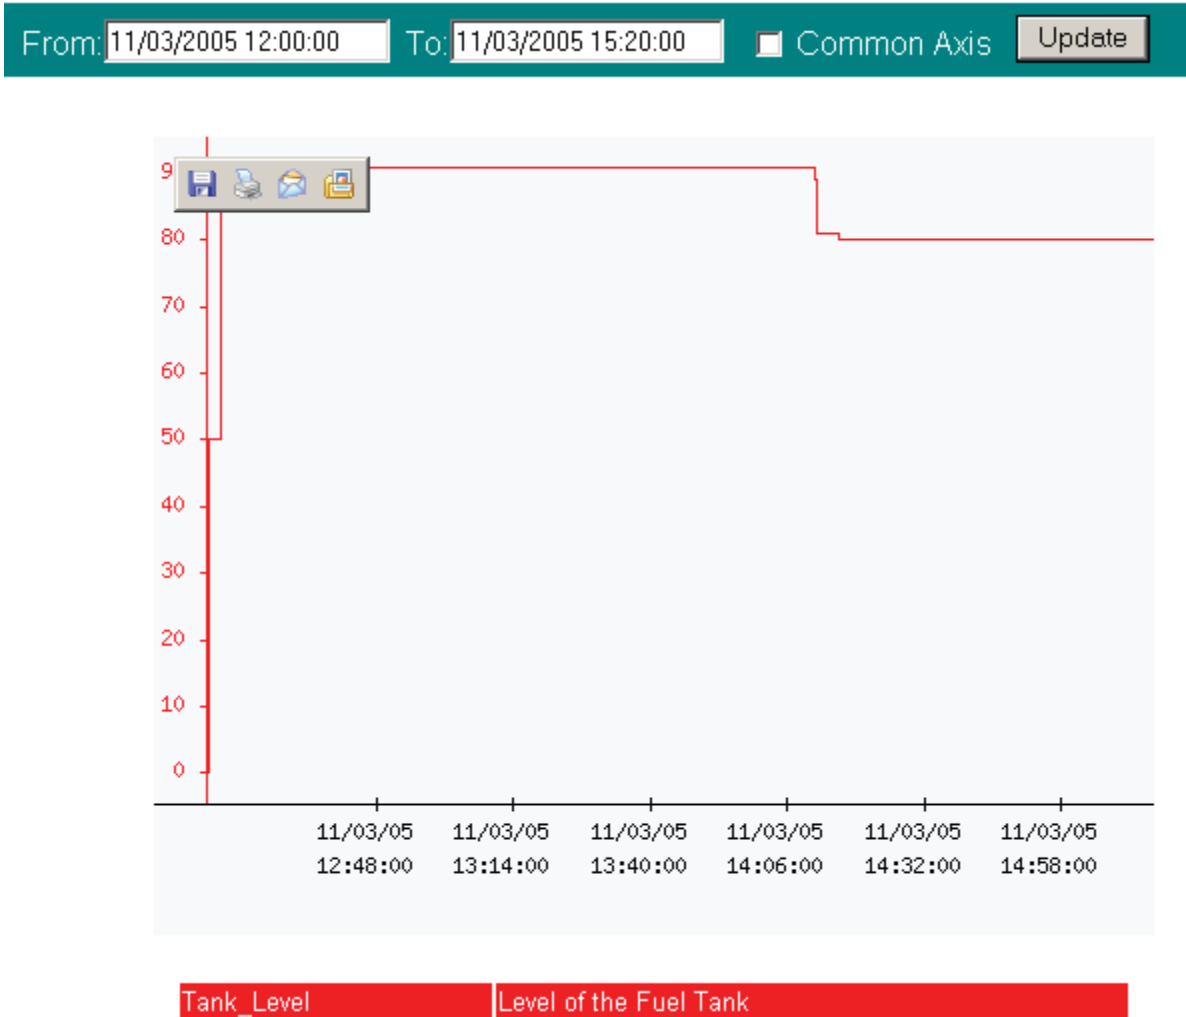 From: 11/03/2005 12:00:00 To: 11/03/2005 15:20:00 Common Axis Update
9
80
70
60
50
40
30
20
10
0
11/03/05 11/03/05 11/03/05 11/03/05 11/03/05 11/03/05
12:48:00 13:14:00 13:40:00 14:06:00 14:32:00 14:58:00
Tank_Level Level of the Fuel Tank